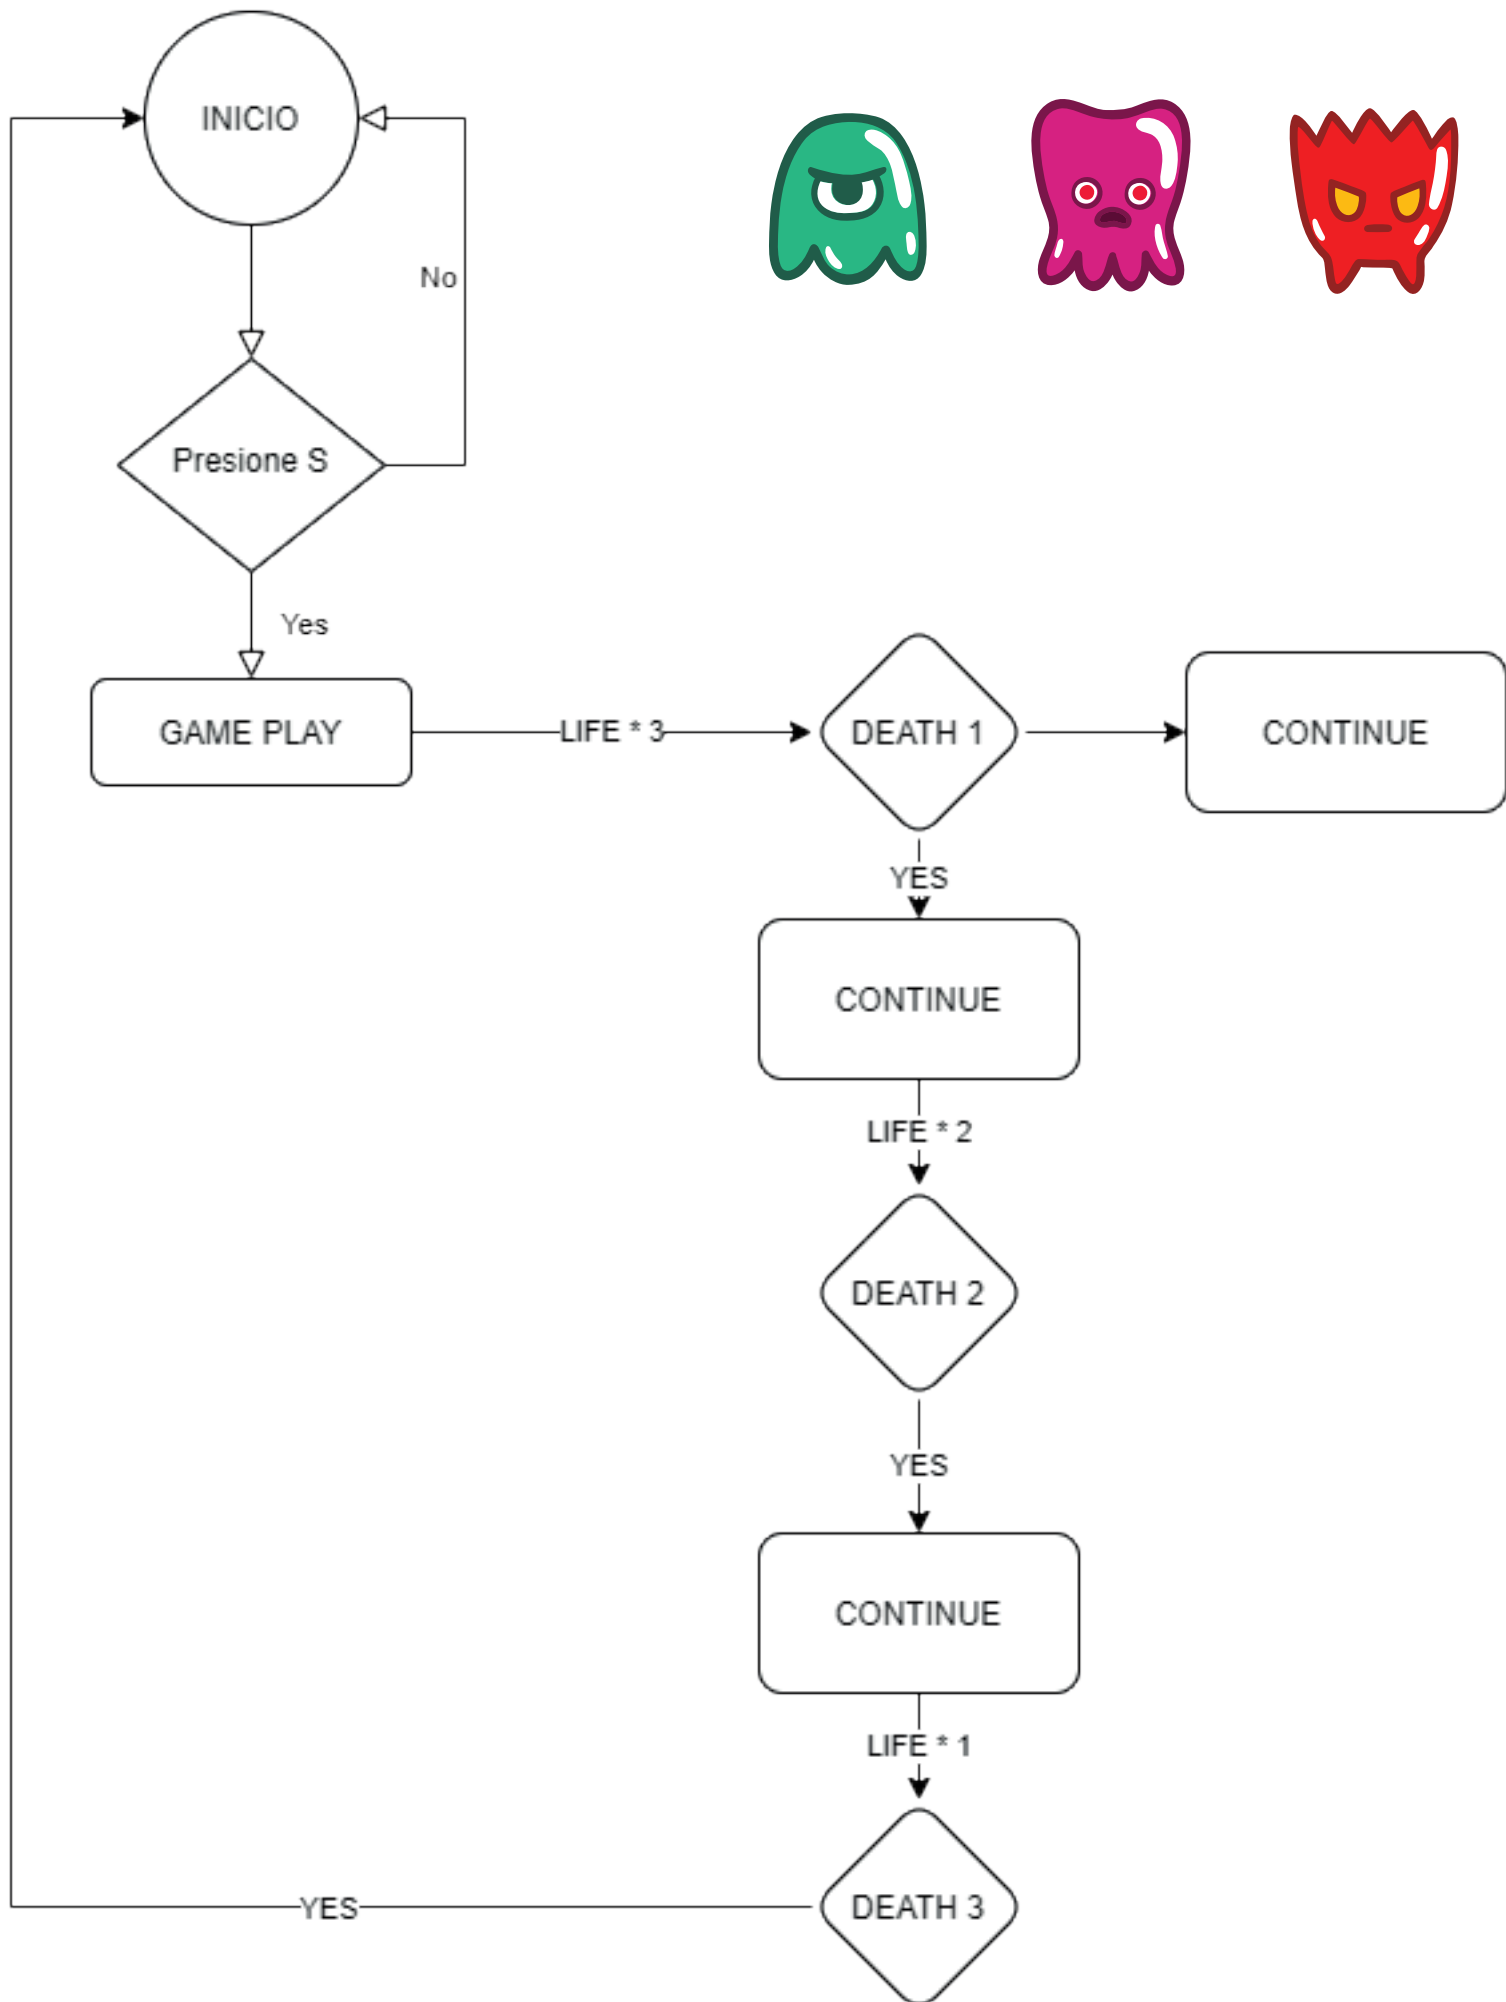 INICIO
No
Presione S
Yes
GAME PLAY
LIFE * 3
DEATH 1
CONTINUE
YES
CONTINUE
LIFE * 2
DEATH 2
YES
CONTINUE
LIFE * 1
DEATH 3
YES